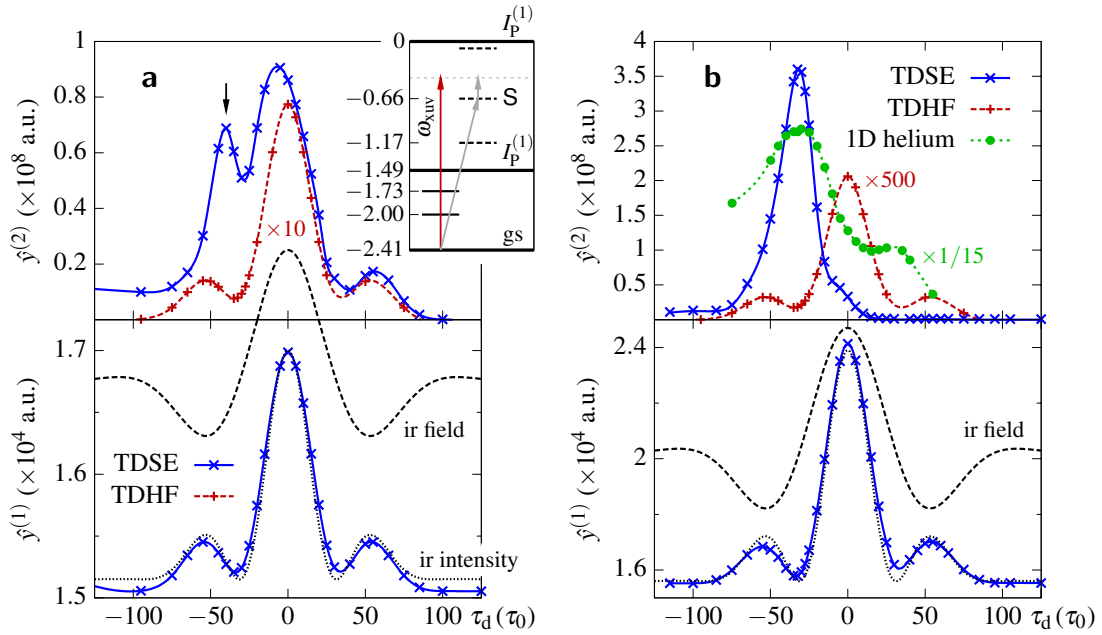 a
ŷ⁽²⁾ (×10⁸ a.u.)
1
0.8
0.6
0.4
0.2
×10
0
−0.66
−1.17
−1.49
−1.73
−2.00
−2.41
I_P^(1)
S
I_P^(1)
gs
ω_xuv
ŷ⁽¹⁾ (×10⁴ a.u.)
1.7
1.6
1.5
ir field
TDSE
TDHF
ir intensity
−100 −50 0 50 τ_d (τ_0)
b
ŷ⁽²⁾ (×10⁸ a.u.)
4
3.5
3
2.5
2
1.5
1
0.5
TDSE
TDHF
1D helium
×500
×1/15
ŷ⁽¹⁾ (×10⁴ a.u.)
2.4
2
1.6
ir field
−100 −50 0 50 τ_d (τ_0)